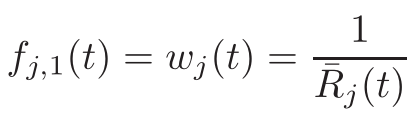 f_{j,1}(t) = w_j(t) = \frac{1}{\bar{R}_j(t)}